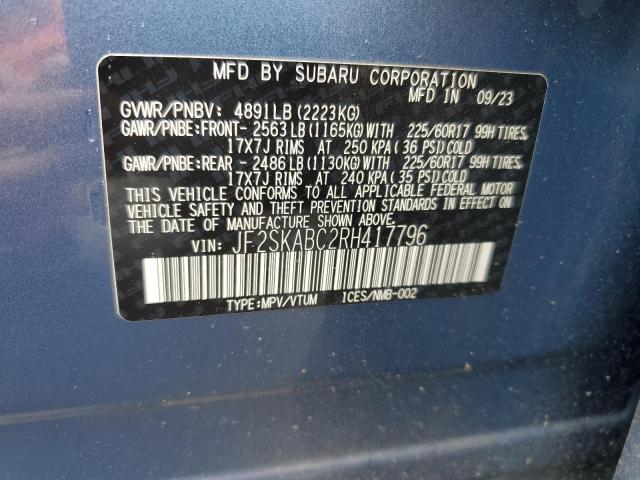 MFD BY SUBARU CORPORATION
MFD IN 09/23
GVWR/PNBV: 4891LB (2223KG)
GAWR/PNBE:FRONT- 2563LB (1165KG) WITH 225/60R17 99H TIRES,
17X7J RIMS AT 250 KPA (36 PSI) COLD
GAWR/PNBE:REAR - 2486LB (1130KG) WITH 225/60R17 99H TIRES,
17X7J RIMS AT 240 KPA (35 PSI) COLD
THIS VEHICLE CONFORMS TO ALL APPLICABLE FEDERAL MOTOR
VEHICLE SAFETY AND THEFT PREVENTION STANDARDS IN EFFECT ON
THE DATE OF MANUFACTURE SHOWN ABOVE.
VIN: JF2SKABC2RH417796
TYPE:MPV/VTUM ICES/NMB-002